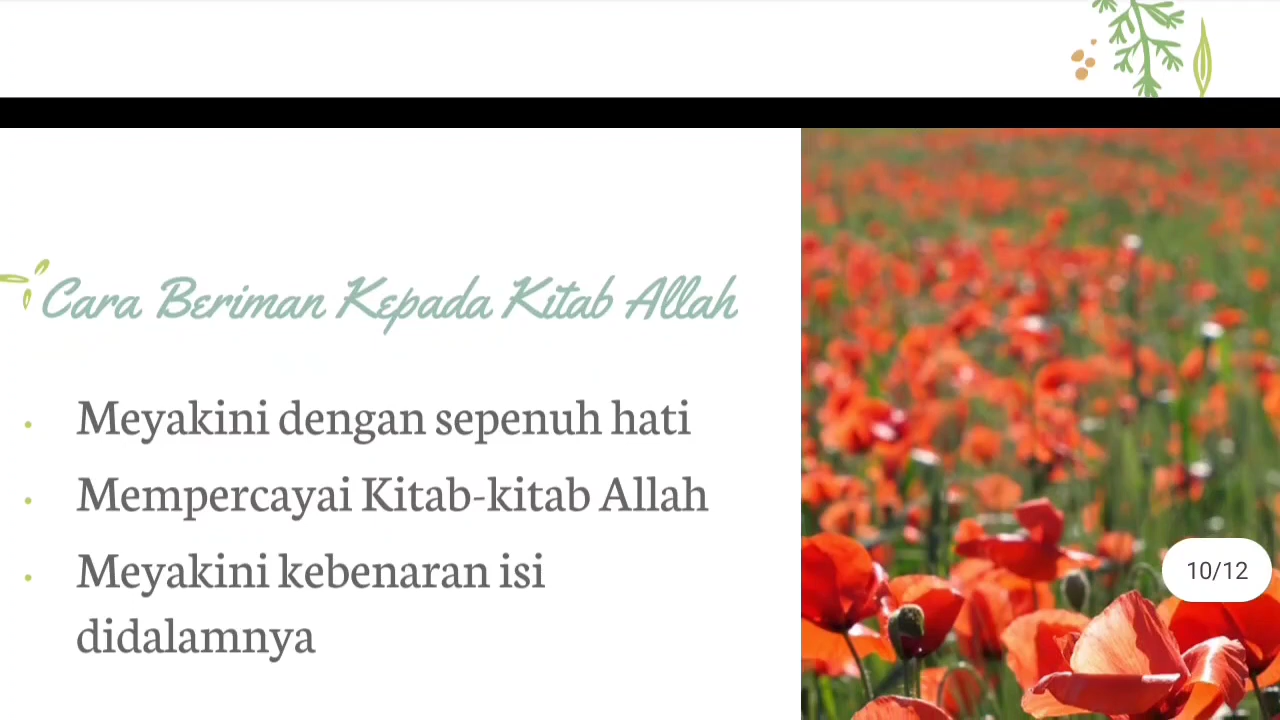 Cara Beriman Kepada Kitab Allah
• Meyakini dengan sepenuh hati
• Mempercayai Kitab-kitab Allah
• Meyakini kebenaran isi
didalamnya
10/12